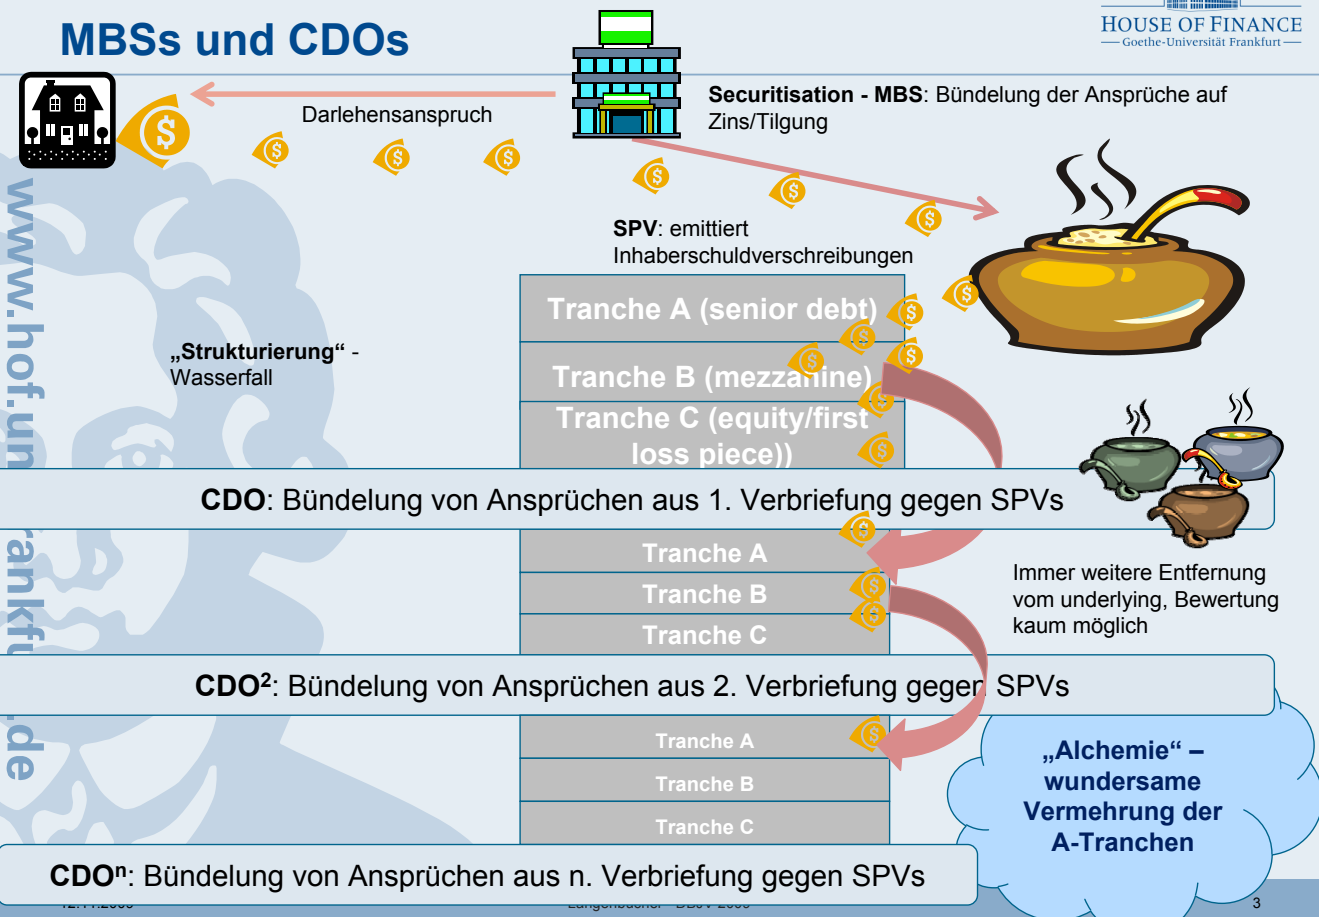 MBSs und CDOs
HOUSE OF FINANCE
Goethe-Universität Frankfurt
Darlehensanspruch
Securitisation - MBS: Bündelung der Ansprüche auf
Zins/Tilgung
SPV: emittiert
Inhaberschuldverschreibungen
Tranche A (senior debt)
„Strukturierung“ -
Wasserfall
Tranche B (mezzanine)
Tranche C (equity/first
loss piece))
CDO: Bündelung von Ansprüchen aus 1. Verbriefung gegen SPVs
Tranche A
Tranche B
Tranche C
Immer weitere Entfernung
vom underlying, Bewertung
kaum möglich
CDO²: Bündelung von Ansprüchen aus 2. Verbriefung gegen SPVs
Tranche A
Tranche B
Tranche C
„Alchemie“ –
wundersame
Vermehrung der
A-Tranchen
CDOⁿ: Bündelung von Ansprüchen aus n. Verbriefung gegen SPVs
3
www.hof.un